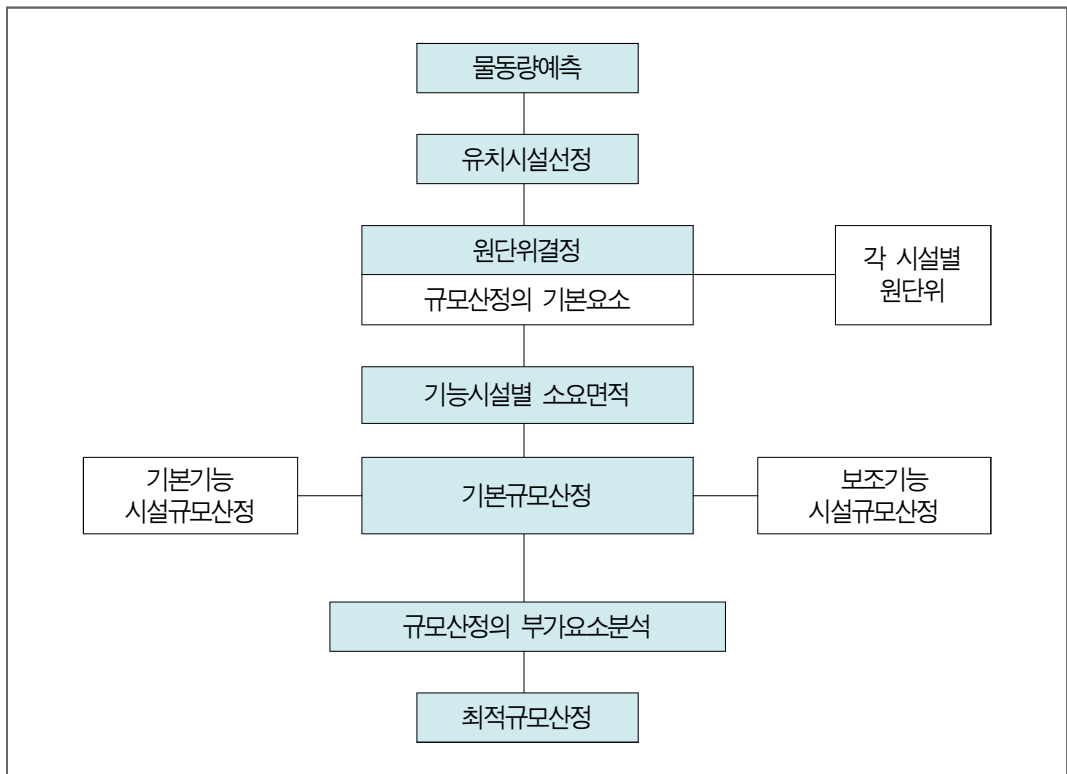 물동량예측
유치시설선정
원단위결정
규모산정의 기본요소
각 시설별
원단위
기능시설별 소요면적
기본기능
시설규모산정
기본규모산정
보조기능
시설규모산정
규모산정의 부가요소분석
최적규모산정